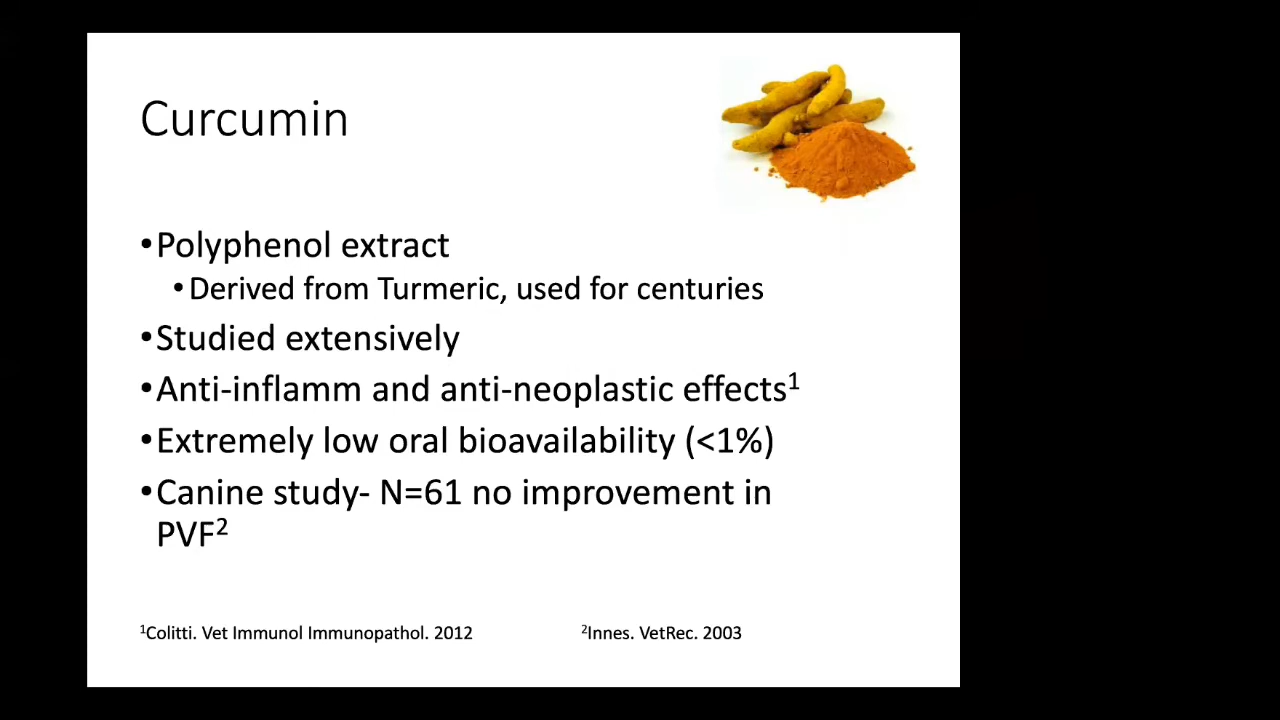 Curcumin
•Polyphenol extract
•Derived from Turmeric, used for centuries
•Studied extensively
•Anti-inflamm and anti-neoplastic effects¹
•Extremely low oral bioavailability (<1%)
•Canine study- N=61 no improvement in
PVF²
¹Colitti. Vet Immunol Immunopathol. 2012
²Innes. VetRec. 2003